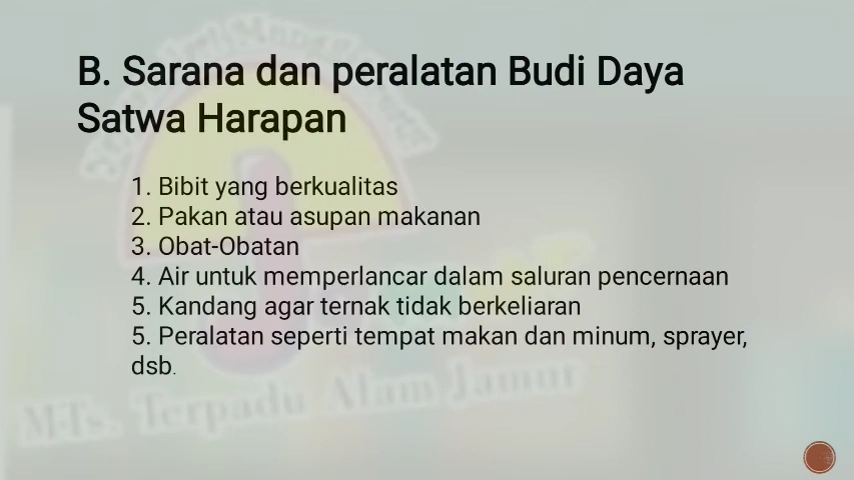 B. Sarana dan peralatan Budi Daya
Satwa Harapan
1. Bibit yang berkualitas
2. Pakan atau asupan makanan
3. Obat-Obatan
4. Air untuk memperlancar dalam saluran pencernaan
5. Kandang agar ternak tidak berkeliaran
5. Peralatan seperti tempat makan dan minum, sprayer,
dsb.
M.Ts. Terpadu Alam Jamur